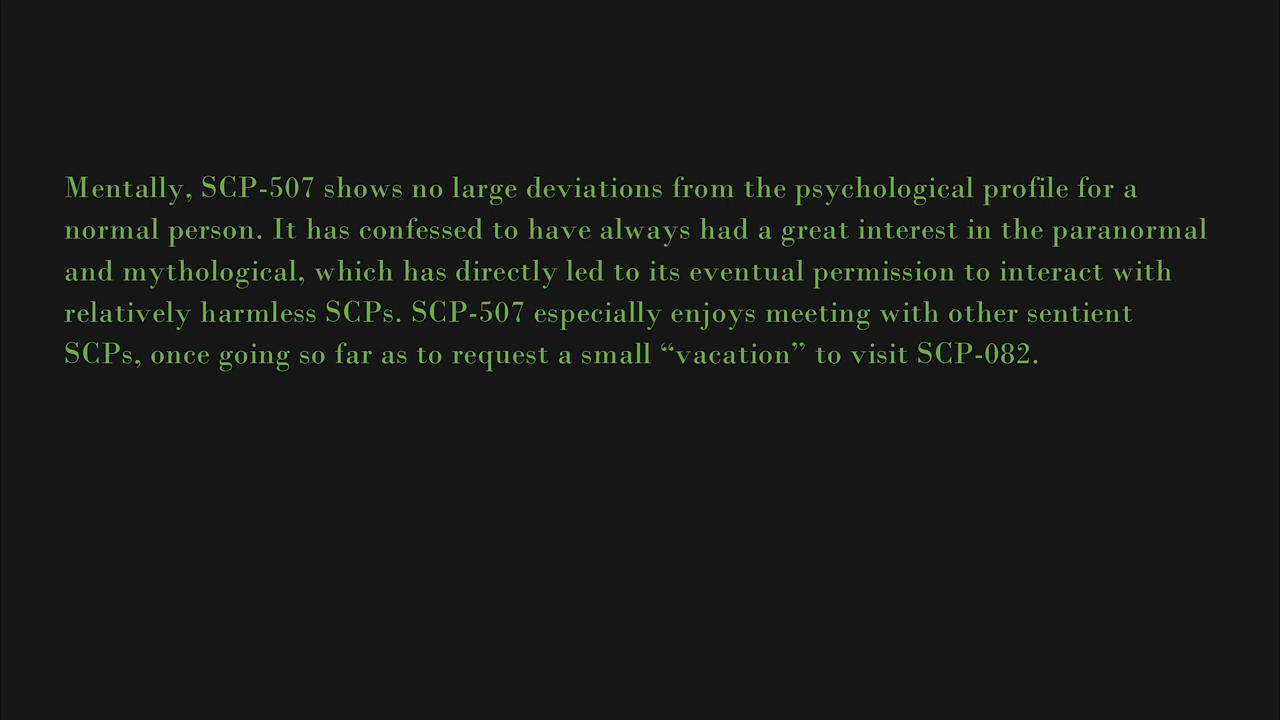 Mentally, SCP-507 shows no large deviations from the psychological profile for a
normal person. It has confessed to have always had a great interest in the paranormal
and mythological, which has directly led to its eventual permission to interact with
relatively harmless SCPs. SCP-507 especially enjoys meeting with other sentient
SCPs, once going so far as to request a small “vacation” to visit SCP-082.